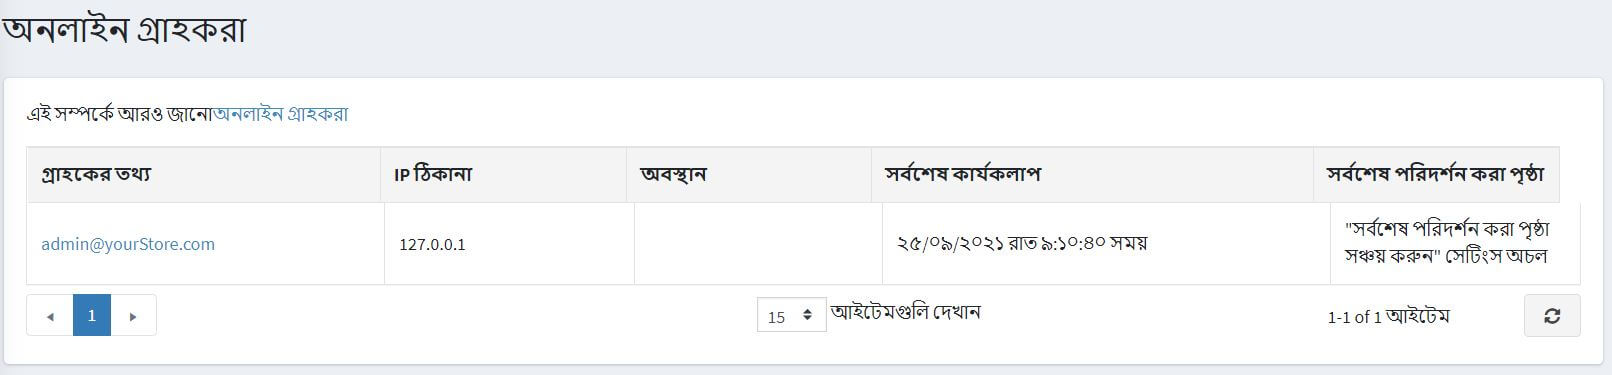 অনলাইন গ্রাহকরা
এই সম্পর্কে আরও জানোঅনলাইন গ্রাহকরা
গ্রাহকের তথ্য IP ঠিকানা অবস্থান সর্বশেষ কার্যকলাপ সর্বশেষ পরিদর্শন করা পৃষ্ঠা
admin@yourStore.com 127.0.0.1 ২৫/০৯/২০২১ রাত ৯:১০:৪০ সময় "সর্বশেষ পরিদর্শন করা পৃষ্ঠা
সঞ্চয় করুন" সেটিংস অচল
1 15 আইটেমগুলি দেখান 1-1 of 1 আইটেম